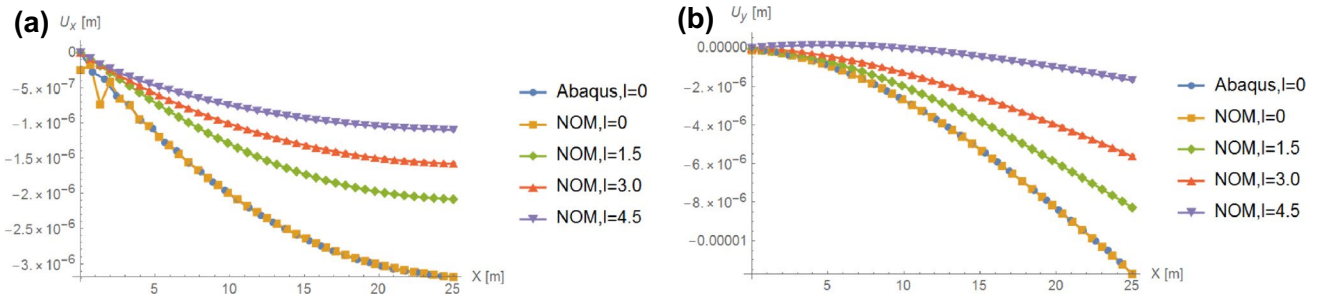 (a)
Uₓ [m]
0
−5. × 10⁻⁷
−1. × 10⁻⁶
−1.5 × 10⁻⁶
−2. × 10⁻⁶
−2.5 × 10⁻⁶
−3. × 10⁻⁶
5
10
15
20
25
X [m]
Abaqus,l=0
NOM,l=0
NOM,l=1.5
NOM,l=3.0
NOM,l=4.5
(b)
U_y [m]
0.00000
−2. × 10⁻⁶
−4. × 10⁻⁶
−6. × 10⁻⁶
−8. × 10⁻⁶
−0.00001
5
10
15
20
25
X [m]
Abaqus,l=0
NOM,l=0
NOM,l=1.5
NOM,l=3.0
NOM,l=4.5